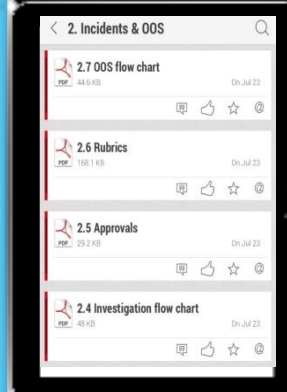 2. Incidents & OOS
2.7 OOS flow chart
PDF 44.6 KB On Jul 23
2.6 Rubrics
PDF 168.1 KB On Jul 23
2.5 Approvals
PDF 29.2 KB On Jul 23
2.4 Investigation flow chart
PDF 48 KB On Jul 23